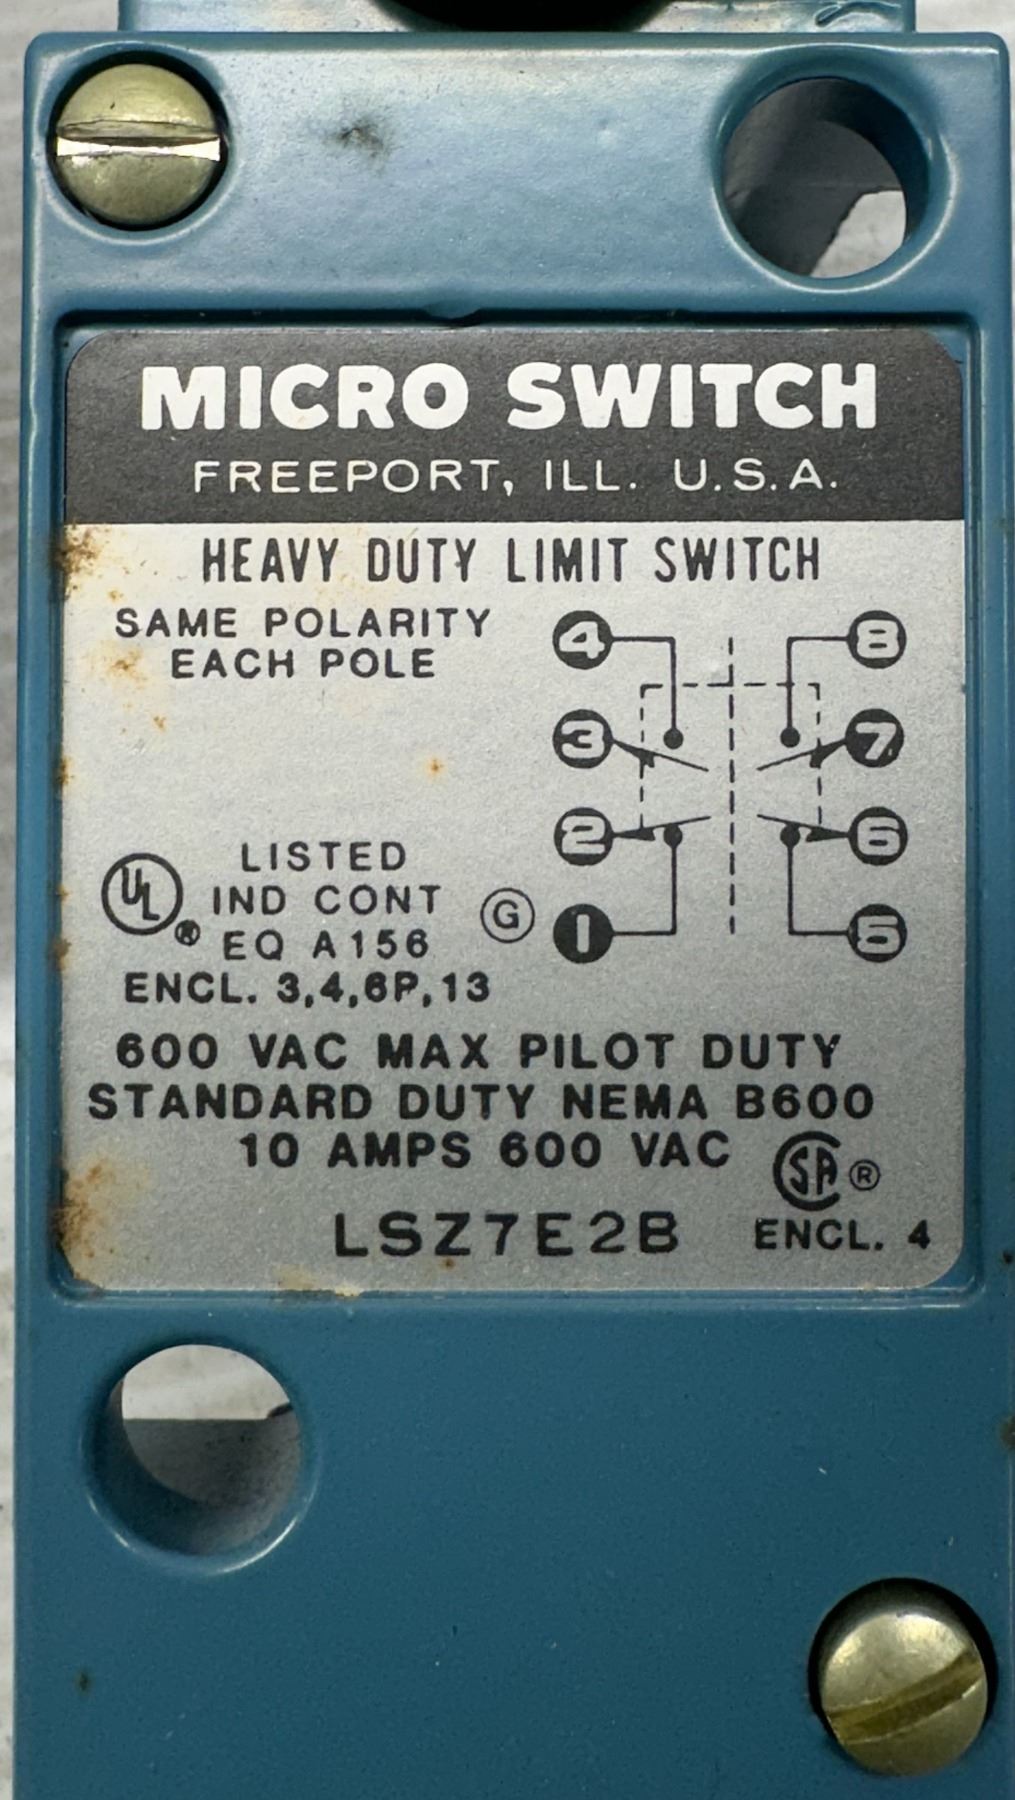 MICRO SWITCH
FREEPORT, ILL. U.S.A.
HEAVY DUTY LIMIT SWITCH
SAME POLARITY
EACH POLE
4 8
3 7
2 6
1 5
UL® LISTED
IND CONT
EQ A156
G
ENCL. 3,4,6P,13
600 VAC MAX PILOT DUTY
STANDARD DUTY NEMA B600
10 AMPS 600 VAC
SA ®
LSZ7E2B ENCL. 4